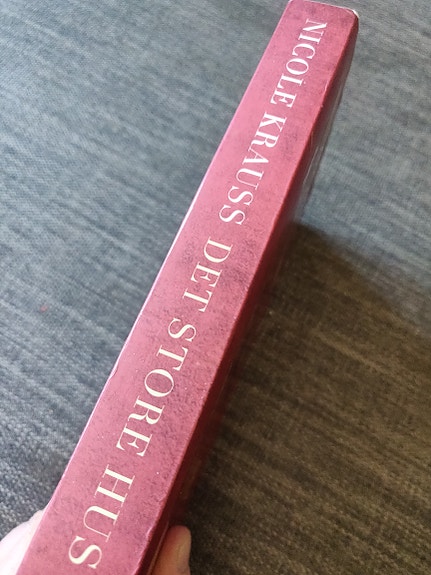 NICOLE KRAUSS DET STORE HUS